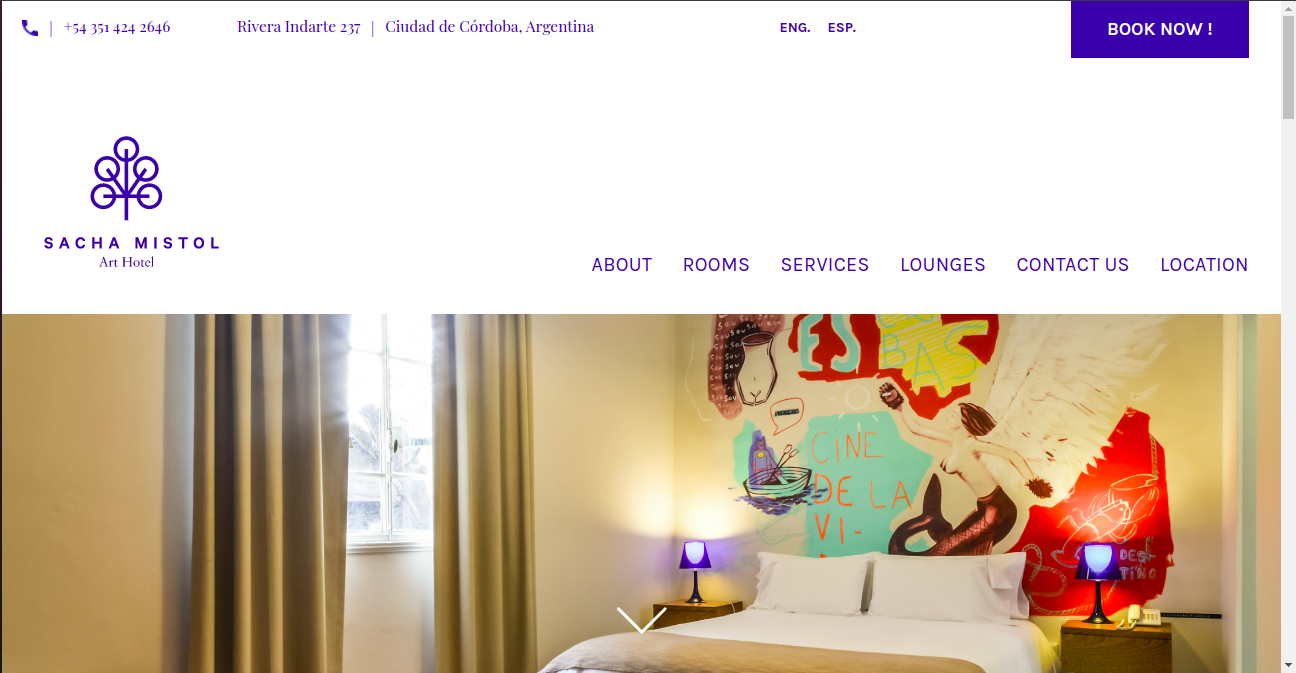 | +54 351 424 2646 Rivera Indarte 237 | Ciudad de Córdoba, Argentina ENG. ESP. BOOK NOW !
SACHA MISTOL
Art Hotel
ABOUT ROOMS SERVICES LOUNGES CONTACT US LOCATION
ES
BAS
CINE
DE LA
VI-
DES
TINO